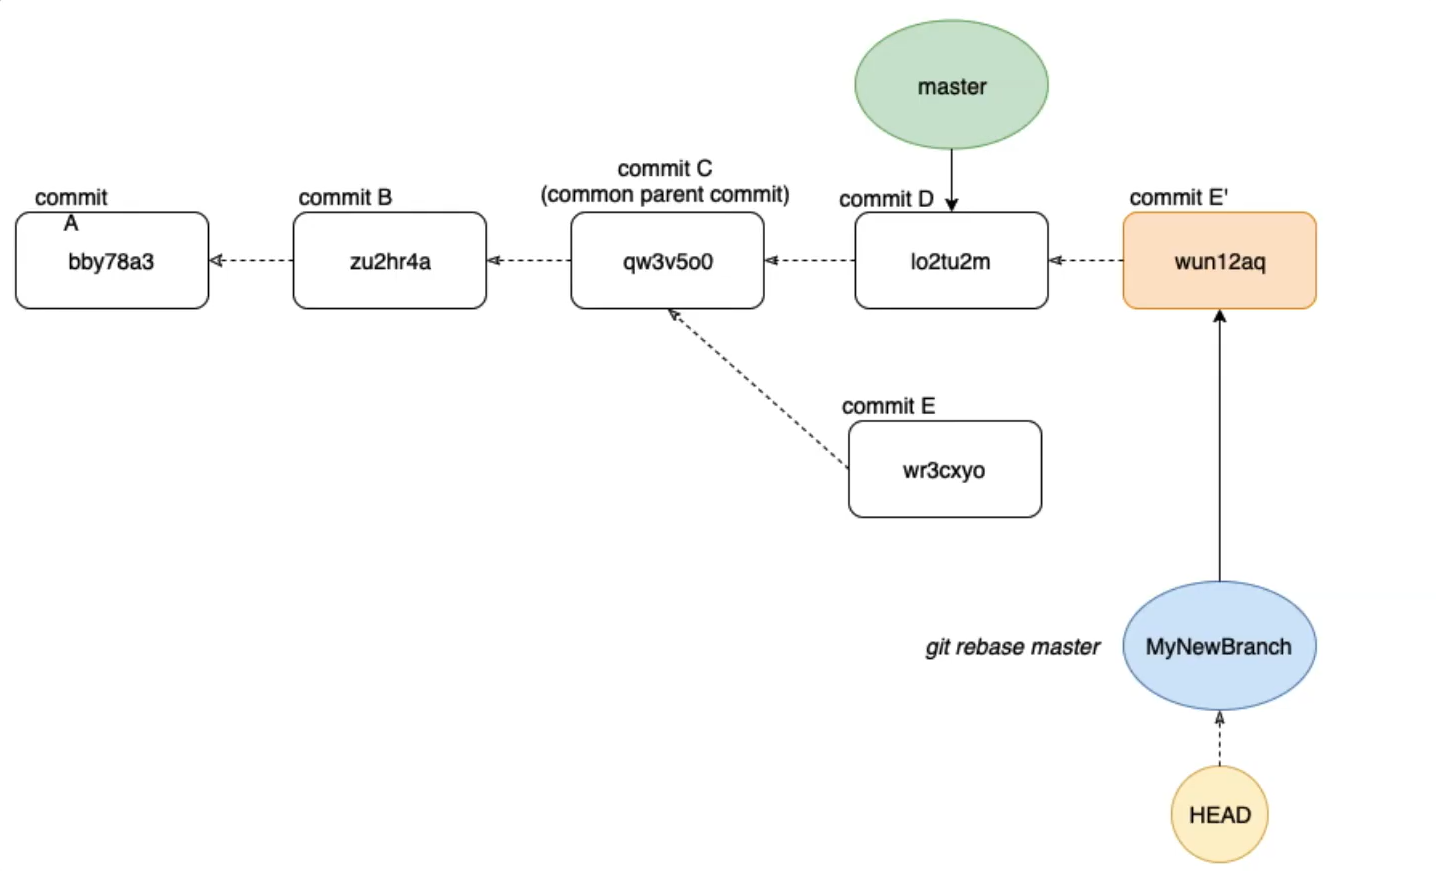 master
commit
A
bby78a3
commit B
zu2hr4a
commit C
(common parent commit)
qw3v5o0
commit D
lo2tu2m
commit E'
wun12aq
commit E
wr3cxyo
git rebase master
MyNewBranch
HEAD